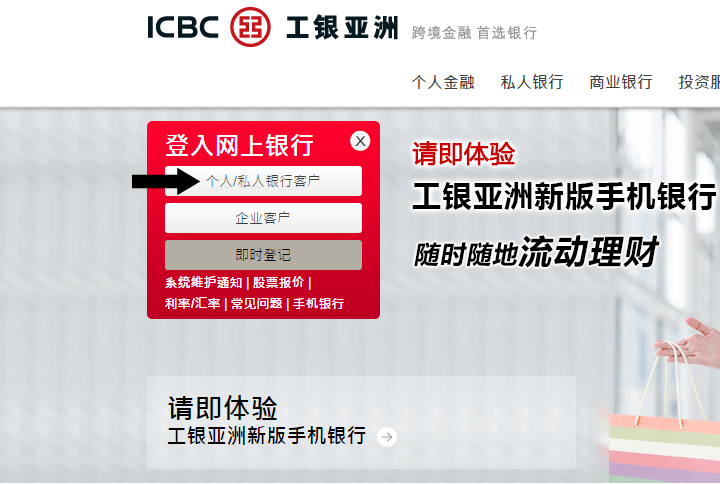 ICBC 工银亚洲 跨境金融 首选银行
个人金融 私人银行 商业银行 投资服
登入网上银行 X
个人/私人银行客户
企业客户
即时登记
系统维护通知 | 股票报价 |
利率/汇率 | 常见问题 | 手机银行
请即体验
工银亚洲新版手机银行
随时随地流动理财
请即体验
工银亚洲新版手机银行